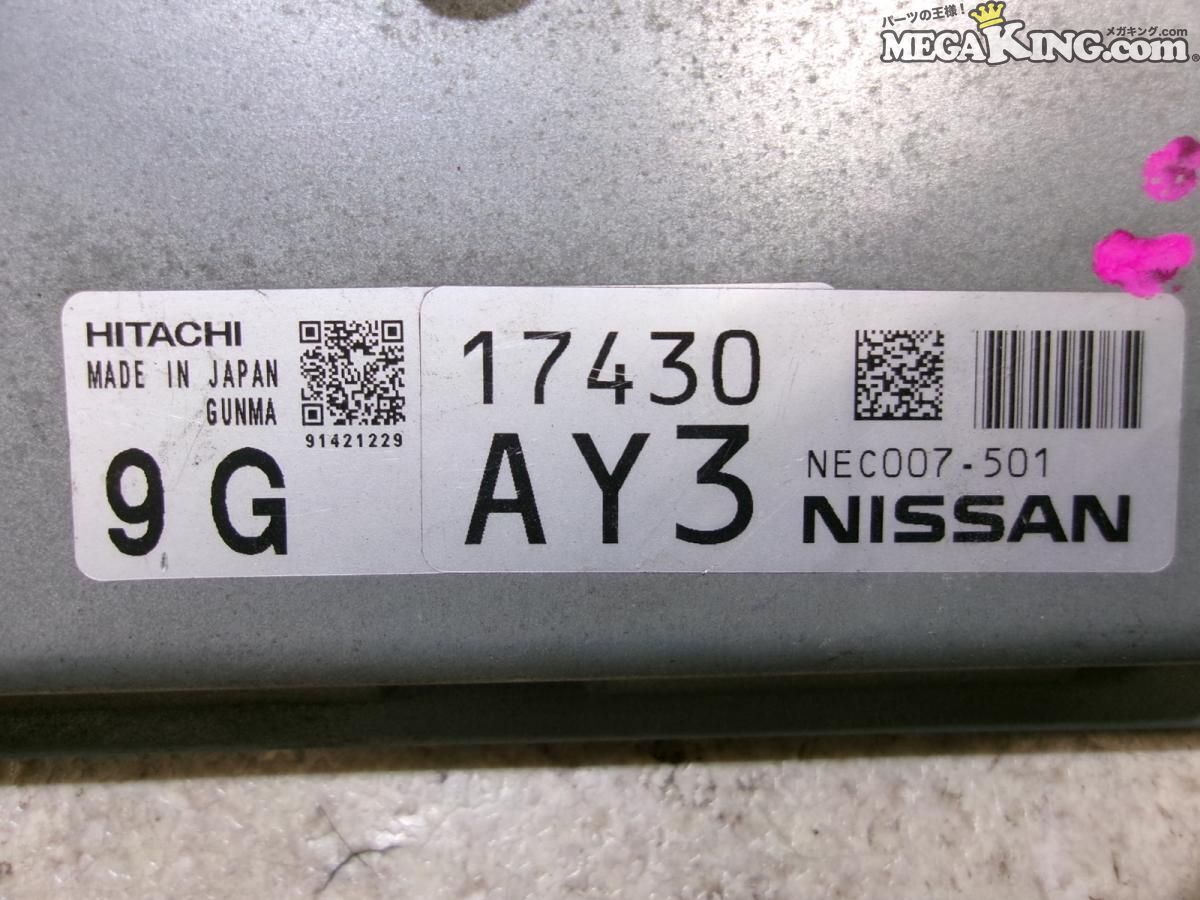 パーツの王様！
メガキング.com
MEGAKING.com®
HITACHI
MADE IN JAPAN
GUNMA
91421229
9G
17430
AY3
NEC007-501
NISSAN